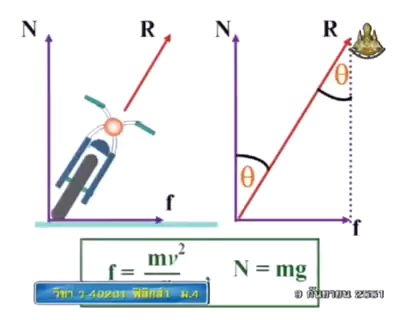 N R N R
θ
θ
f f
f = mv²
, N = mg
วิชา ว 40201 ฟิสิกส์1 ม.4
9 กันยายน 2551